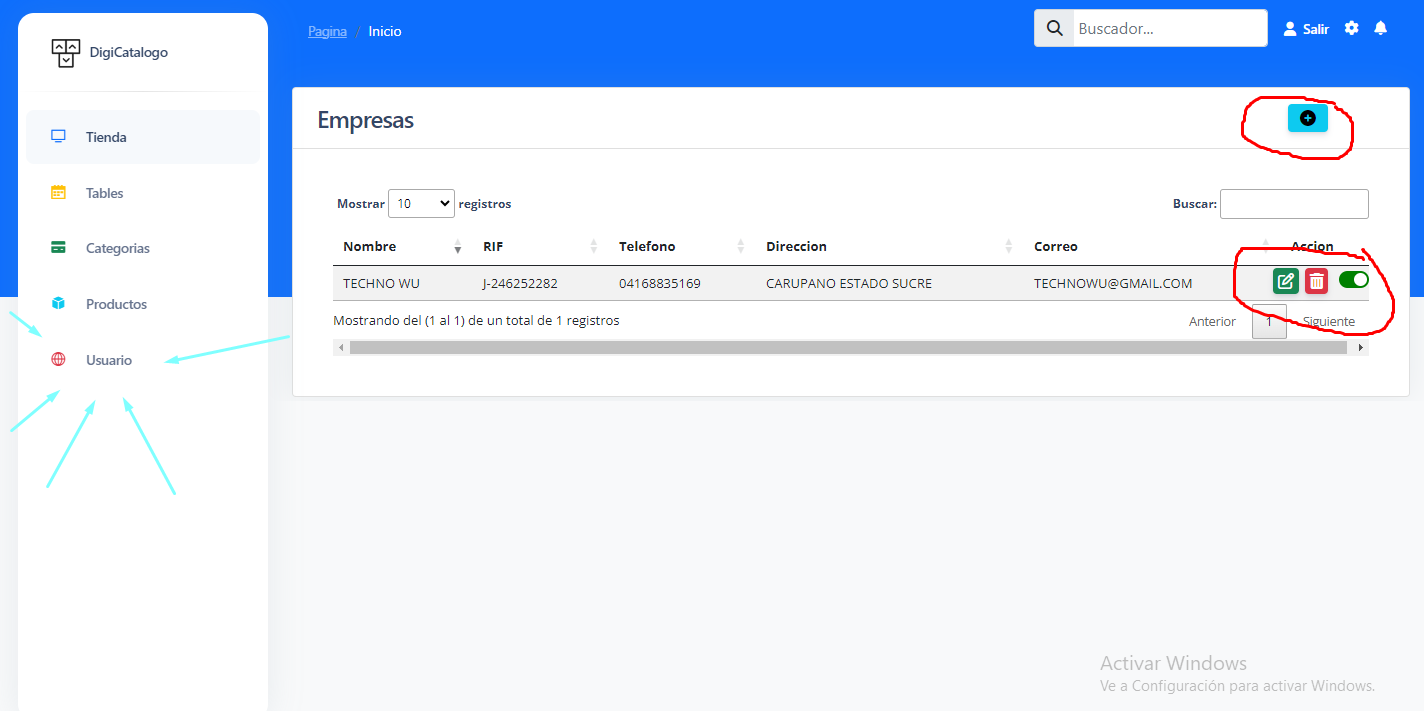 DigiCatalogo
Tienda
Tables
Categorias
Productos
Usuario
Pagina / Inicio
Buscador...
Salir
Empresas
Mostrar 10 registros
Buscar:
Nombre RIF Telefono Direccion Correo Accion
TECHNO WU J-246252282 04168835169 CARUPANO ESTADO SUCRE TECHNOWU@GMAIL.COM
Mostrando del (1 al 1) de un total de 1 registros
Anterior 1 Siguiente
Activar Windows
Ve a Configuración para activar Windows.